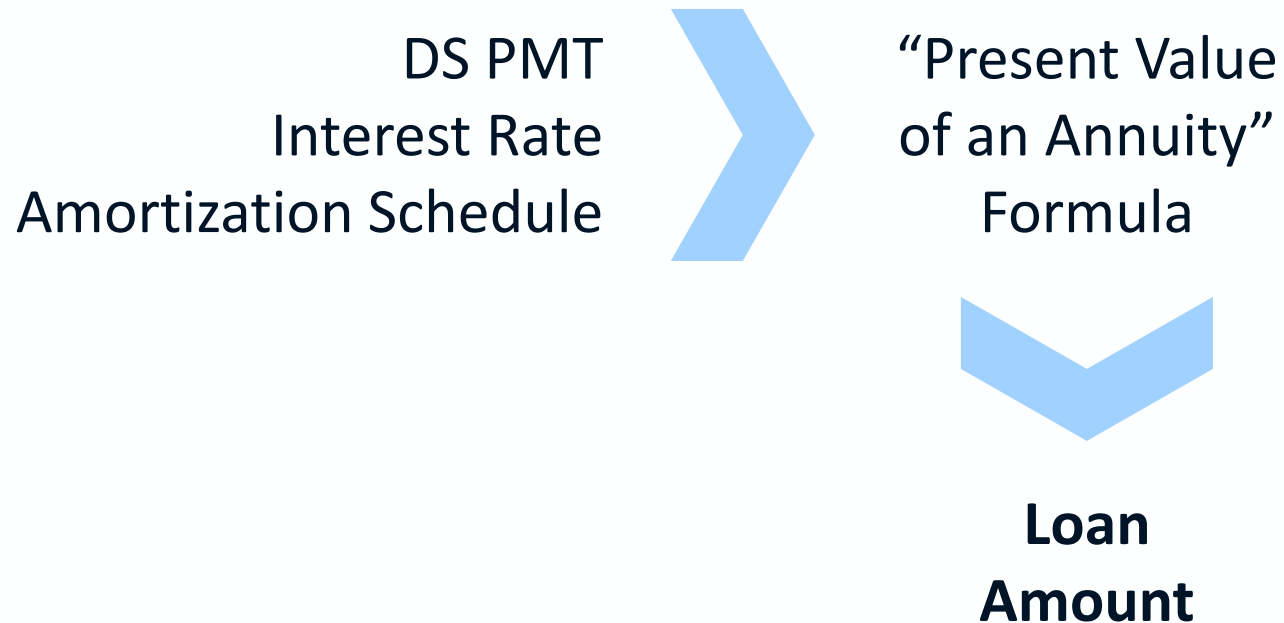 DS PMT
Interest Rate
Amortization Schedule
“Present Value
of an Annuity”
Formula
Loan
Amount